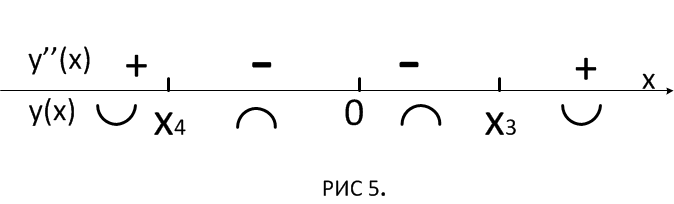 y’’(x) + - - + x
y(x) x4 0 x3
РИС 5.